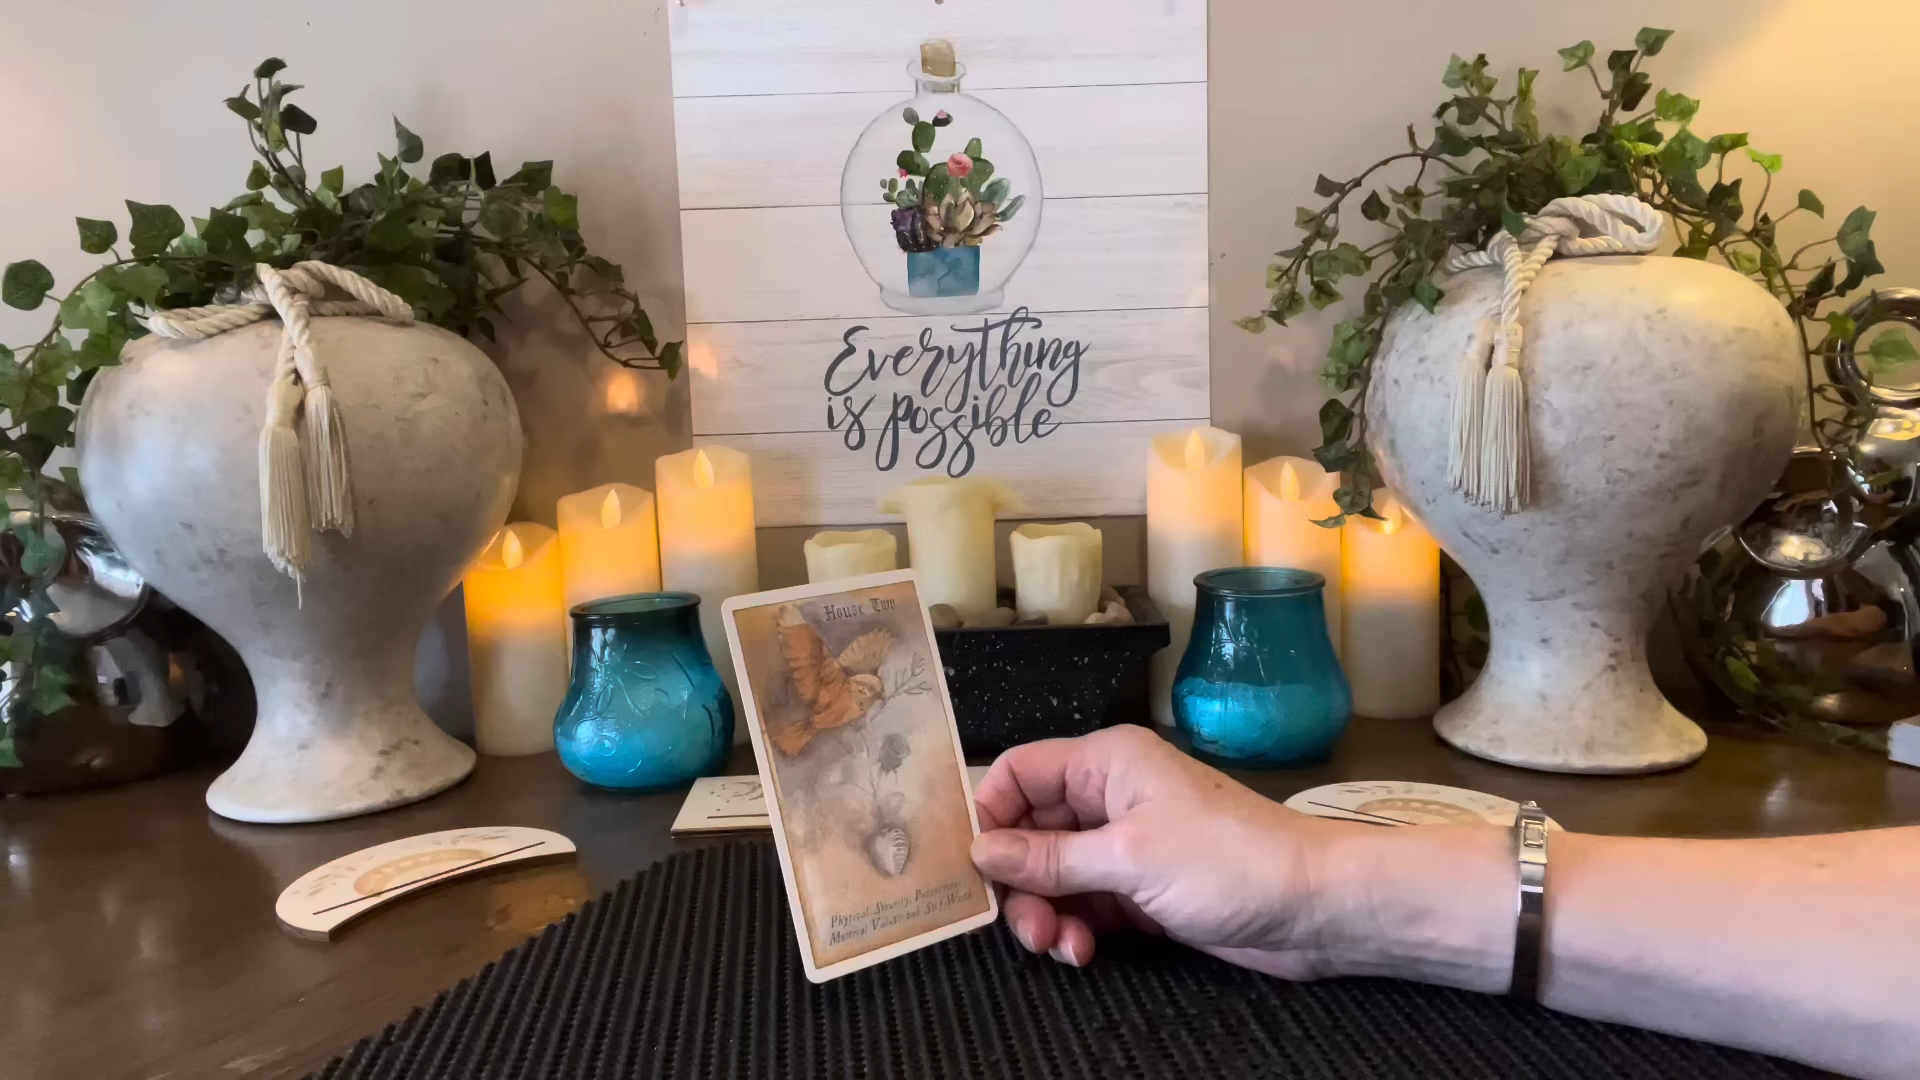 Everything
is possible
House Two
Physical Security, Possessions,
Material Values and Self-Worth